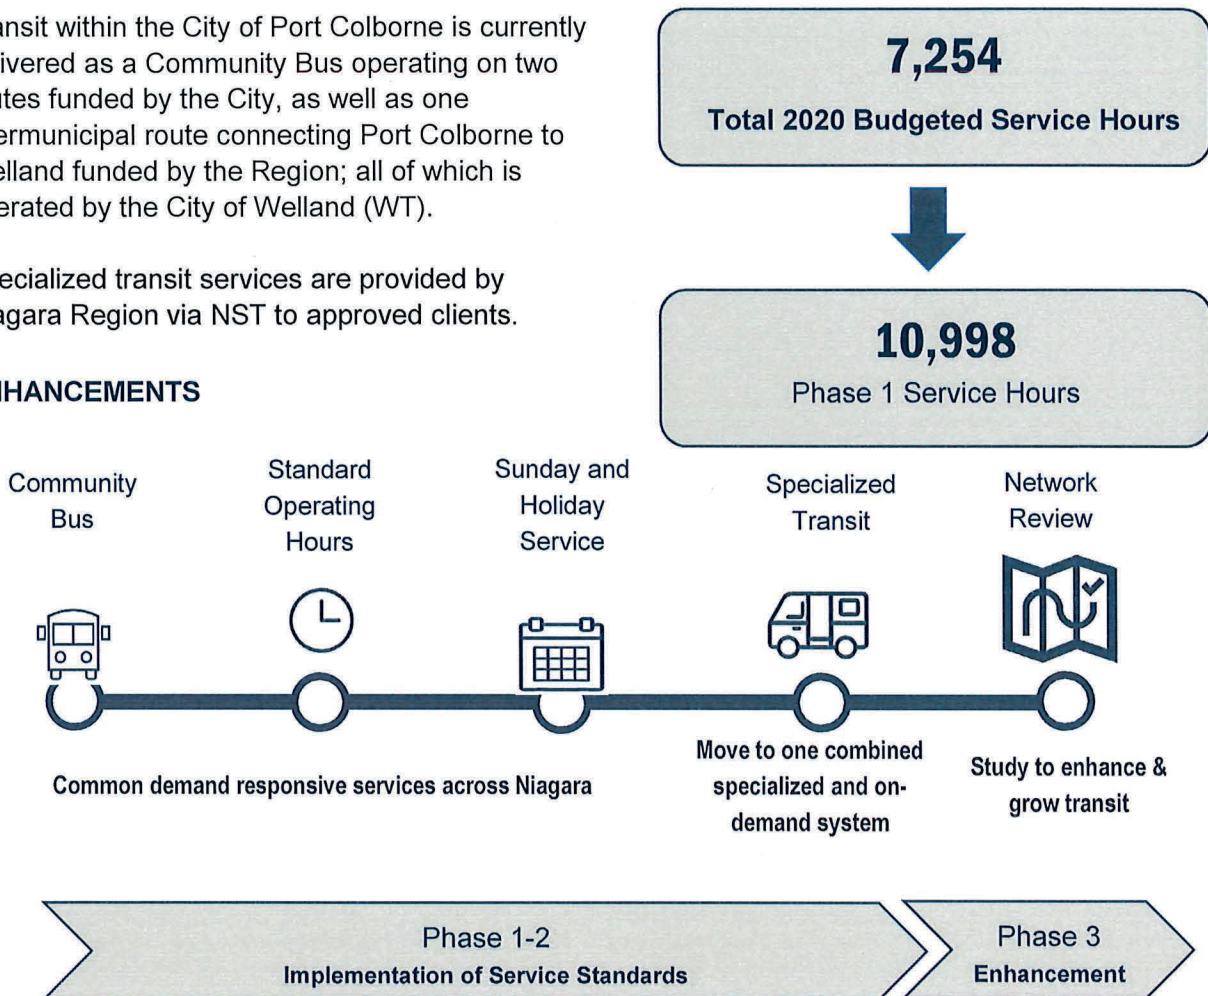 ansit within the City of Port Colborne is currently
ivered as a Community Bus operating on two
utes funded by the City, as well as one
ermunicipal route connecting Port Colborne to
elland funded by the Region; all of which is
erated by the City of Welland (WT).
ecialized transit services are provided by
agara Region via NST to approved clients.
HANCEMENTS
7,254
Total 2020 Budgeted Service Hours
10,998
Phase 1 Service Hours
Community
Bus
Standard
Operating
Hours
Sunday and
Holiday
Service
Specialized
Transit
Network
Review
Common demand responsive services across Niagara
Move to one combined
specialized and on-
demand system
Study to enhance &
grow transit
Phase 1-2
Implementation of Service Standards
Phase 3
Enhancement